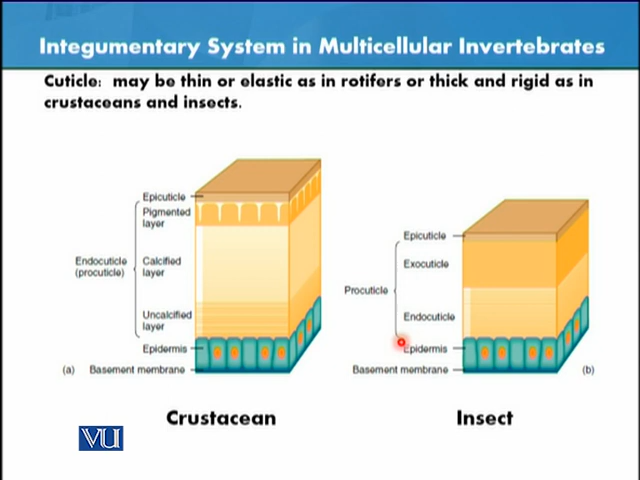 Integumentary System in Multicellular Invertebrates
Cuticle:  may be thin or elastic as in rotifers or thick and rigid as in
crustaceans and insects.
Epicuticle
Pigmented
layer
Endocuticle
(procuticle)
Calcified
layer
Uncalcified
layer
Epidermis
(a) Basement membrane
Crustacean
Epicuticle
Exocuticle
Procuticle
Endocuticle
Epidermis
Basement membrane
(b)
Insect
VU